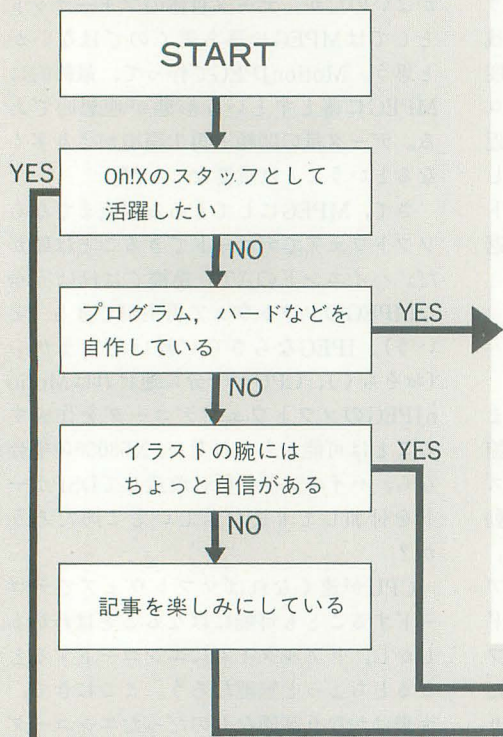 START
YES
Oh!Xのスタッフとして
活躍したい
NO
プログラム，ハードなどを
自作している
YES
NO
イラストの腕には
ちょっと自信がある
YES
NO
記事を楽しみにしている